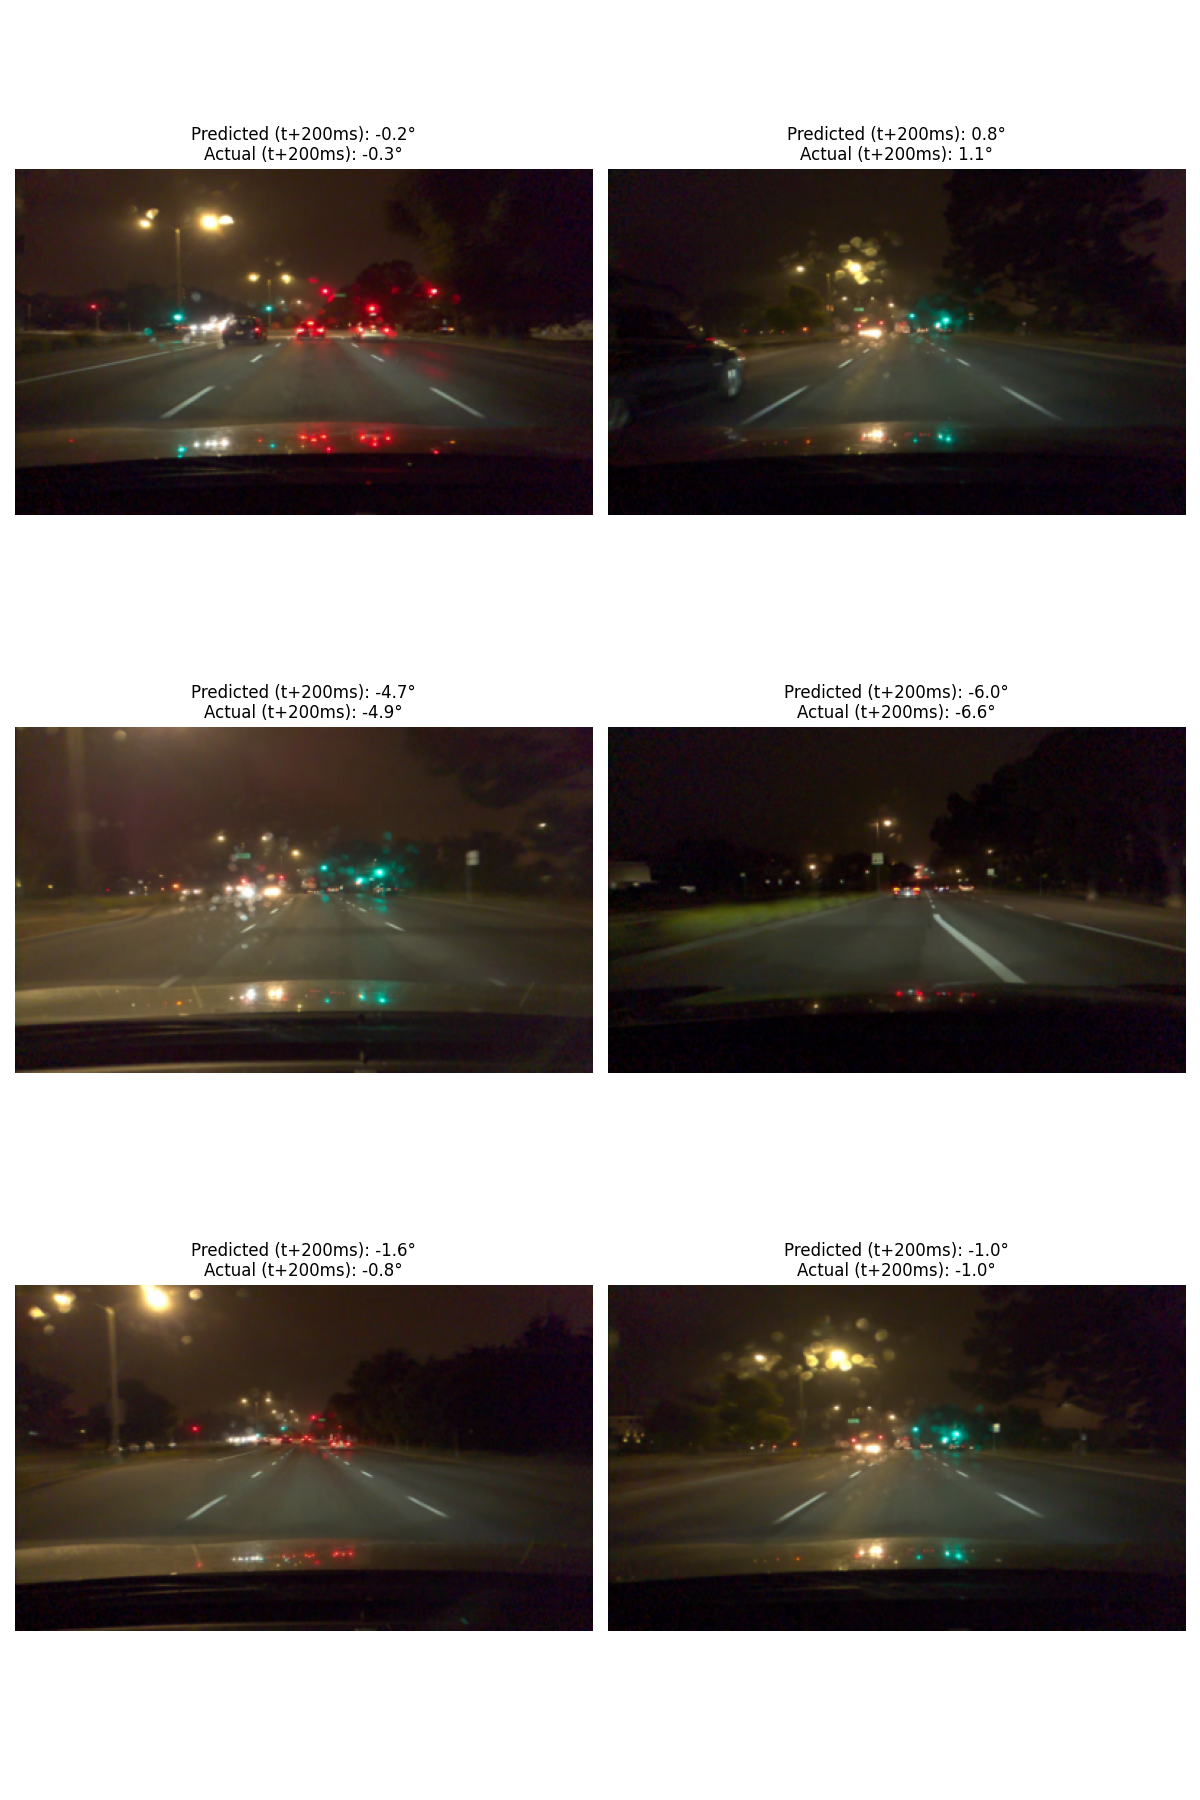 Predicted (t+200ms): -0.2°
Actual (t+200ms): -0.3°
Predicted (t+200ms): 0.8°
Actual (t+200ms): 1.1°
Predicted (t+200ms): -4.7°
Actual (t+200ms): -4.9°
Predicted (t+200ms): -6.0°
Actual (t+200ms): -6.6°
Predicted (t+200ms): -1.6°
Actual (t+200ms): -0.8°
Predicted (t+200ms): -1.0°
Actual (t+200ms): -1.0°